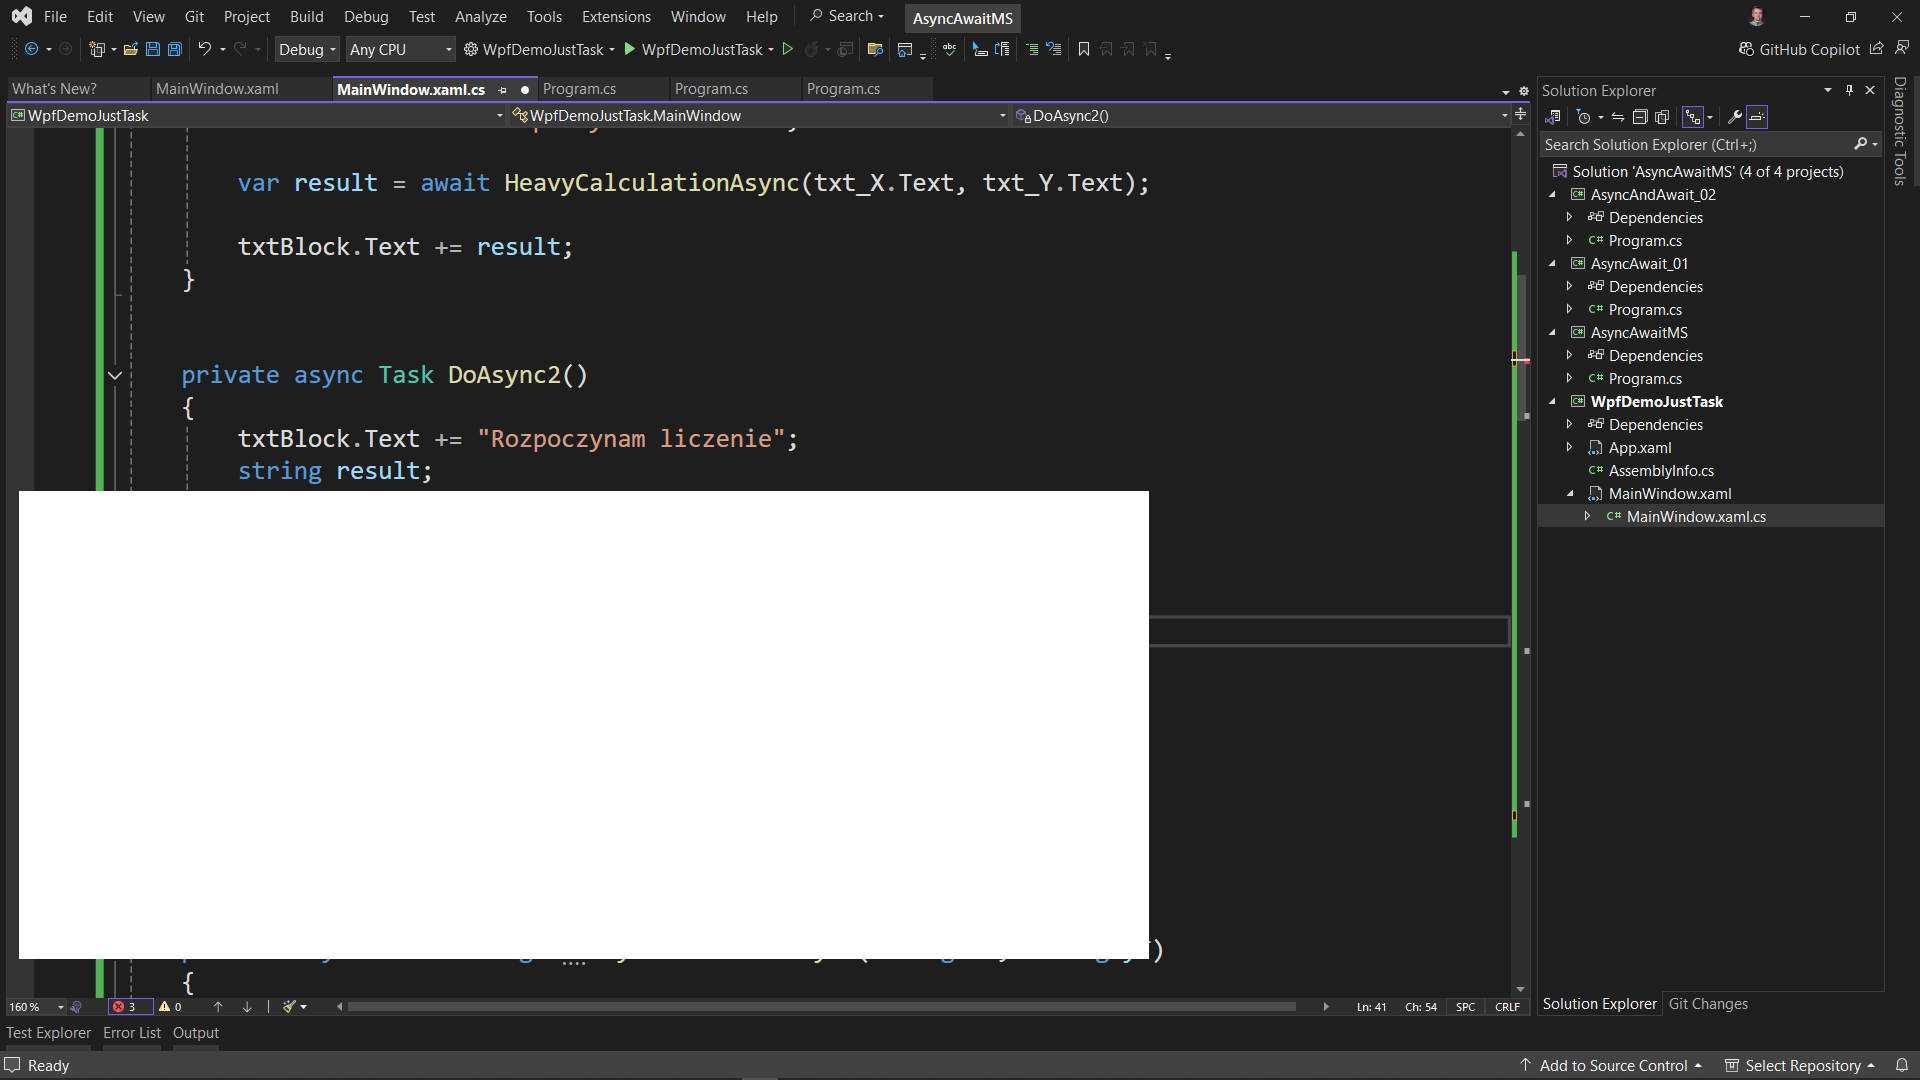 File Edit View Git Project Build Debug Test Analyze Tools Extensions Window Help Search AsyncAwaitMS
Debug Any CPU WpfDemoJustTask WpfDemoJustTask GitHub Copilot
What's New? MainWindow.xaml MainWindow.xaml.cs Program.cs Program.cs Program.cs
WpfDemoJustTask WpfDemoJustTask.MainWindow DoAsync2()
var result = await HeavyCalculationAsync(txt_X.Text, txt_Y.Text);
txtBlock.Text += result;
}
private async Task DoAsync2()
{
txtBlock.Text += "Rozpoczynam liczenie";
string result;
)
{
160 % 3 0 Ln: 41 Ch: 54 SPC CRLF
Test Explorer Error List Output
Ready Add to Source Control Select Repository
Solution Explorer
Search Solution Explorer (Ctrl+;)
Solution 'AsyncAwaitMS' (4 of 4 projects)
AsyncAndAwait_02
Dependencies
C# Program.cs
AsyncAwait_01
Dependencies
C# Program.cs
AsyncAwaitMS
Dependencies
C# Program.cs
WpfDemoJustTask
Dependencies
App.xaml
C# AssemblyInfo.cs
MainWindow.xaml
C# MainWindow.xaml.cs
Solution Explorer Git Changes
Diagnostic Tools